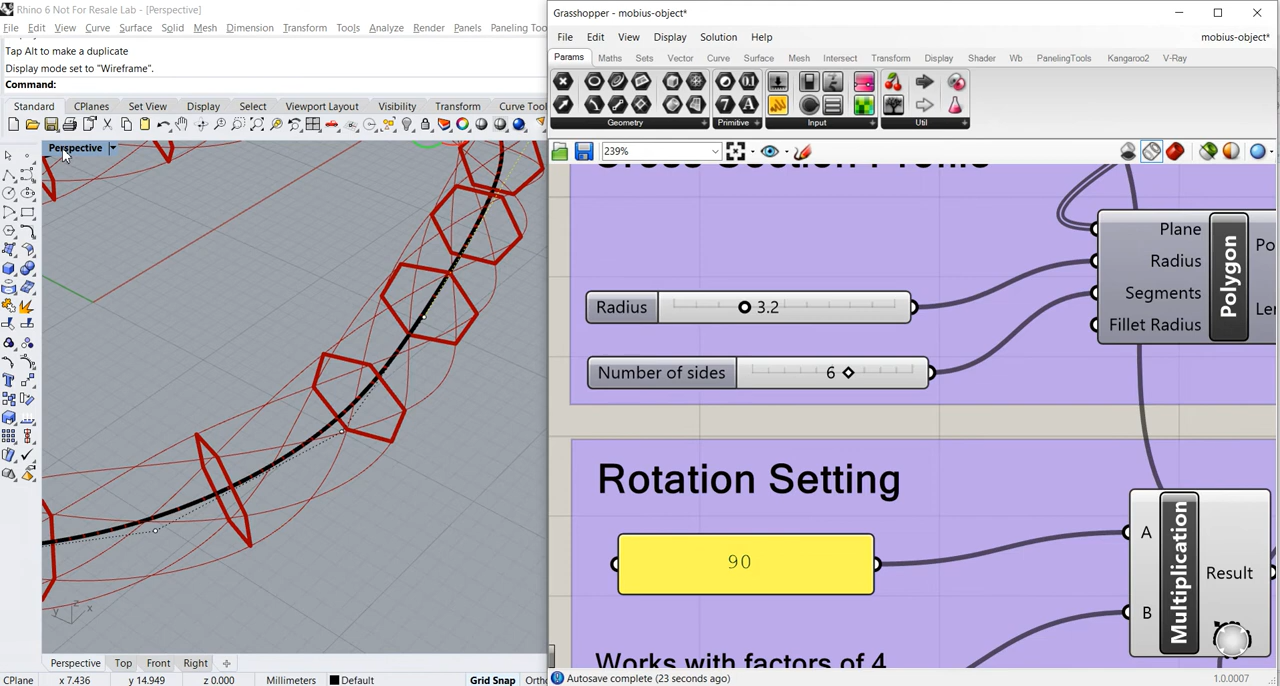 Rhino 6 Not For Resale Lab - [Perspective]
File Edit View Curve Surface Solid Mesh Dimension Transform Tools Analyze Render Panels Paneling Too
Tap Alt to make a duplicate
Display mode set to "Wireframe".
Command:
Standard CPlanes Set View Display Select Viewport Layout Visibility Transform Curve Tool
Perspective
Perspective Top Front Right
CPlane x 7.436 y 14.949 z 0.000 Millimeters Default Grid Snap Ortho
Grasshopper - mobius-object*
File Edit View Display Solution Help mobius-object*
Params Maths Sets Vector Curve Surface Mesh Intersect Transform Display Shader Wb PanelingTools Kangaroo2 V-Ray
Geometry Primitive Input Util
239%
Cross Section Profile
Plane
Radius
Segments
Fillet Radius
Polygon
Po
Len
Radius 3.2
Number of sides 6
Rotation Setting
90
A
B
Multiplication
Result
Works with factors of 4
Autosave complete (23 seconds ago) 1.0.0007
z
y x